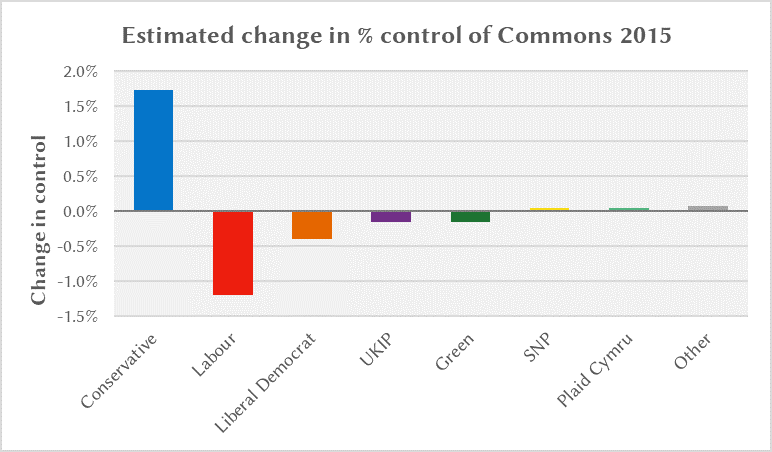 Estimated change in % control of Commons 2015
Change in control
2.0%
1.5%
1.0%
0.5%
0.0%
-0.5%
-1.0%
-1.5%
Conservative
Labour
Liberal Democrat
UKIP
Green
SNP
Plaid Cymru
Other